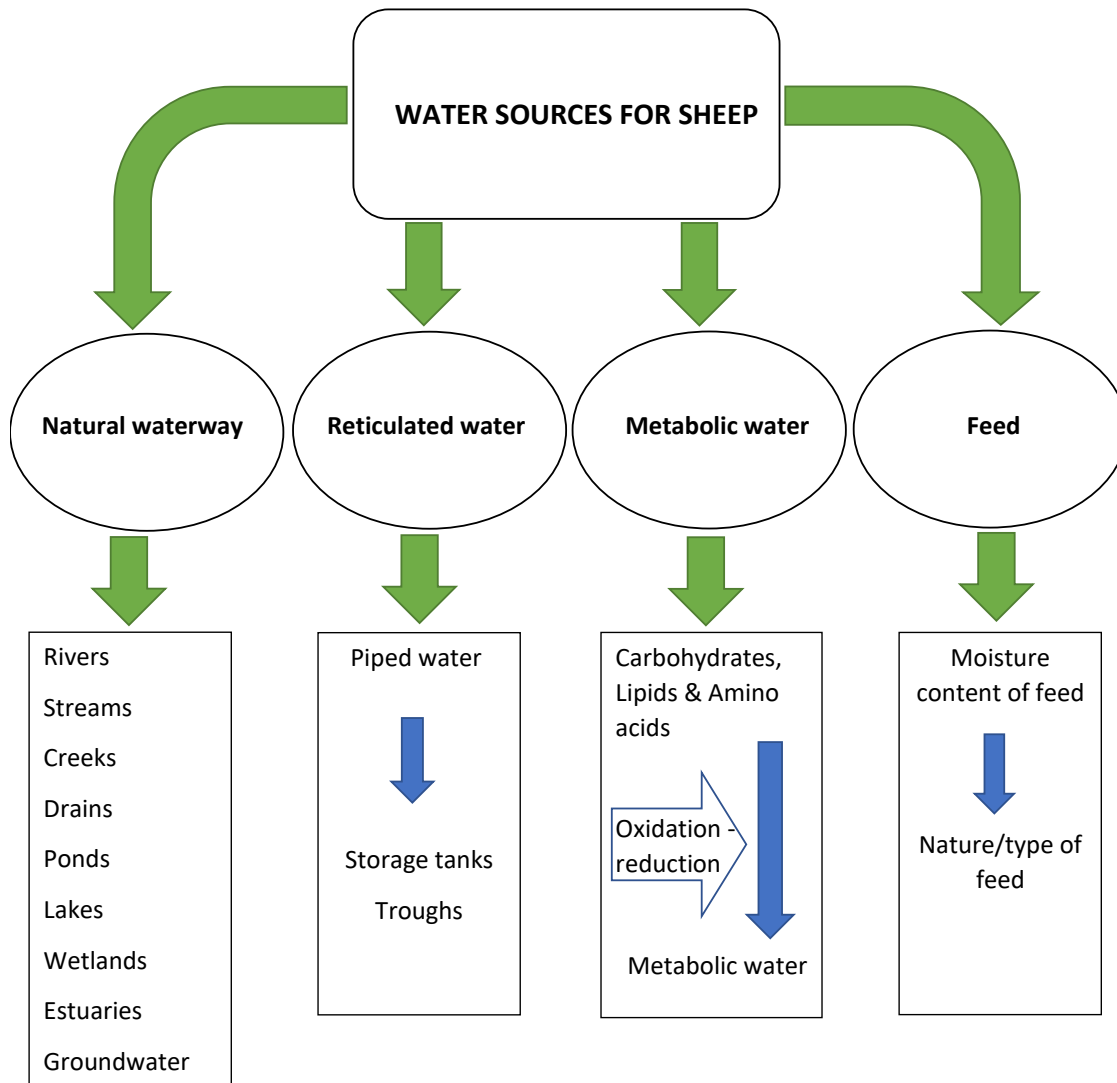 WATER SOURCES FOR SHEEP
Natural waterway
Reticulated water
Metabolic water
Feed
Rivers
Streams
Creeks
Drains
Ponds
Lakes
Wetlands
Estuaries
Groundwater
Piped water
Storage tanks
Troughs
Carbohydrates,
Lipids & Amino
acids
Oxidation -
reduction
Metabolic water
Moisture
content of feed
Nature/type of
feed